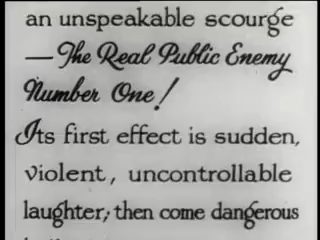 an unspeakable scourge
— The Real Public Enemy
Number One!
Its first effect is sudden,
violent, uncontrollable
laughter; then come dangerous